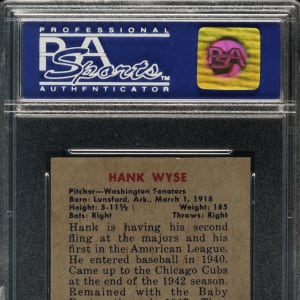 PROFESSIONAL
PSA
Sports™
AUTHENTICATOR
PSA
HANK WYSE
Pitcher—Washington Senators
Born: Lunsford, Ark., March 1, 1918
Height: 5-11½ Weight: 185
Bats: Right Throws: Right
Hank is having his second
fling at the majors and his
first in the American League.
He entered baseball in 1940.
Came up to the Chicago Cubs
at the end of the 1942 season.
Remained with the Baby